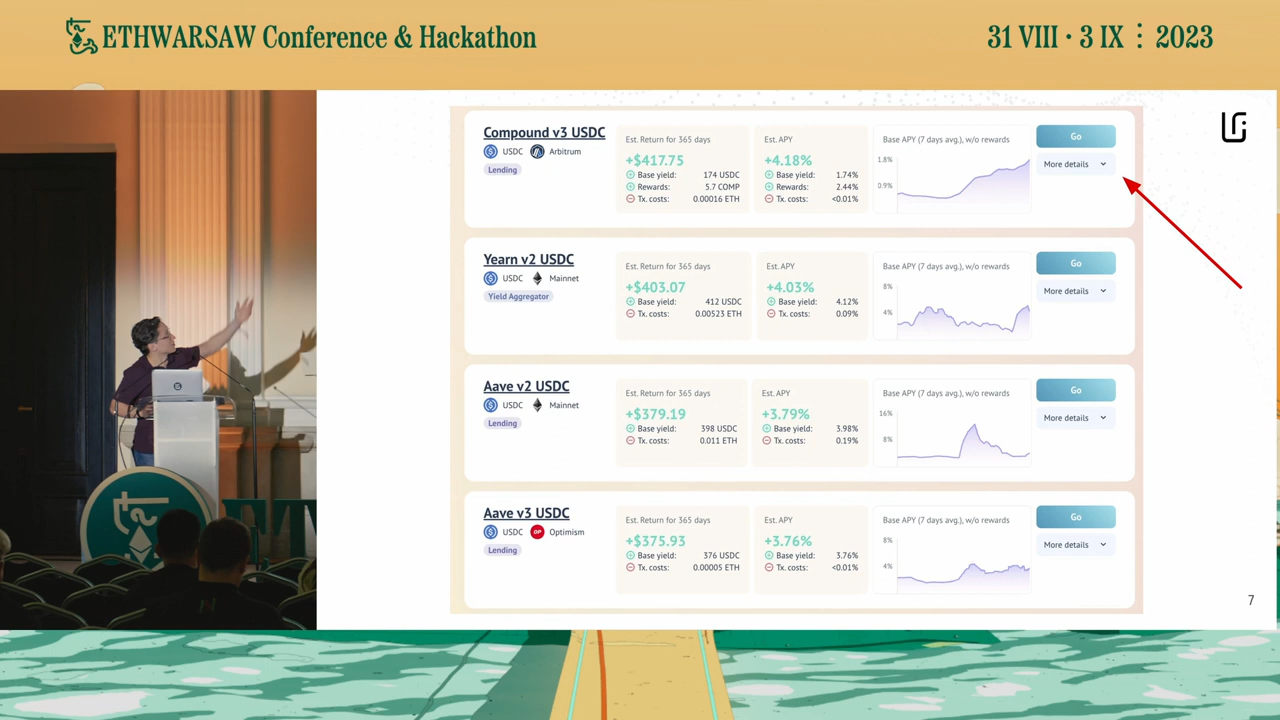 ETHWARSAW Conference & Hackathon
31 VIII · 3 IX ⋮ 2023
Compound v3 USDC
USDC Arbitrum
Lending
Est. Return for 365 days
+$417.75
Base yield: 174 USDC
Rewards: 5.7 COMP
Tx. costs: 0.00016 ETH
Est. APY
+4.18%
Base yield: 1.74%
Rewards: 2.44%
Tx. costs: <0.01%
Base APY (7 days avg.), w/o rewards
1.8%
0.9%
Go
More details
Yearn v2 USDC
USDC Mainnet
Yield Aggregator
Est. Return for 365 days
+$403.07
Base yield: 412 USDC
Tx. costs: 0.00523 ETH
Est. APY
+4.03%
Base yield: 4.12%
Tx. costs: 0.09%
Base APY (7 days avg.), w/o rewards
8%
4%
Go
More details
Aave v2 USDC
USDC Mainnet
Lending
Est. Return for 365 days
+$379.19
Base yield: 398 USDC
Tx. costs: 0.011 ETH
Est. APY
+3.79%
Base yield: 3.98%
Tx. costs: 0.19%
Base APY (7 days avg.), w/o rewards
16%
8%
Go
More details
Aave v3 USDC
USDC OP Optimism
Lending
Est. Return for 365 days
+$375.93
Base yield: 376 USDC
Tx. costs: 0.00005 ETH
Est. APY
+3.76%
Base yield: 3.76%
Tx. costs: <0.01%
Base APY (7 days avg.), w/o rewards
8%
4%
Go
More details
7